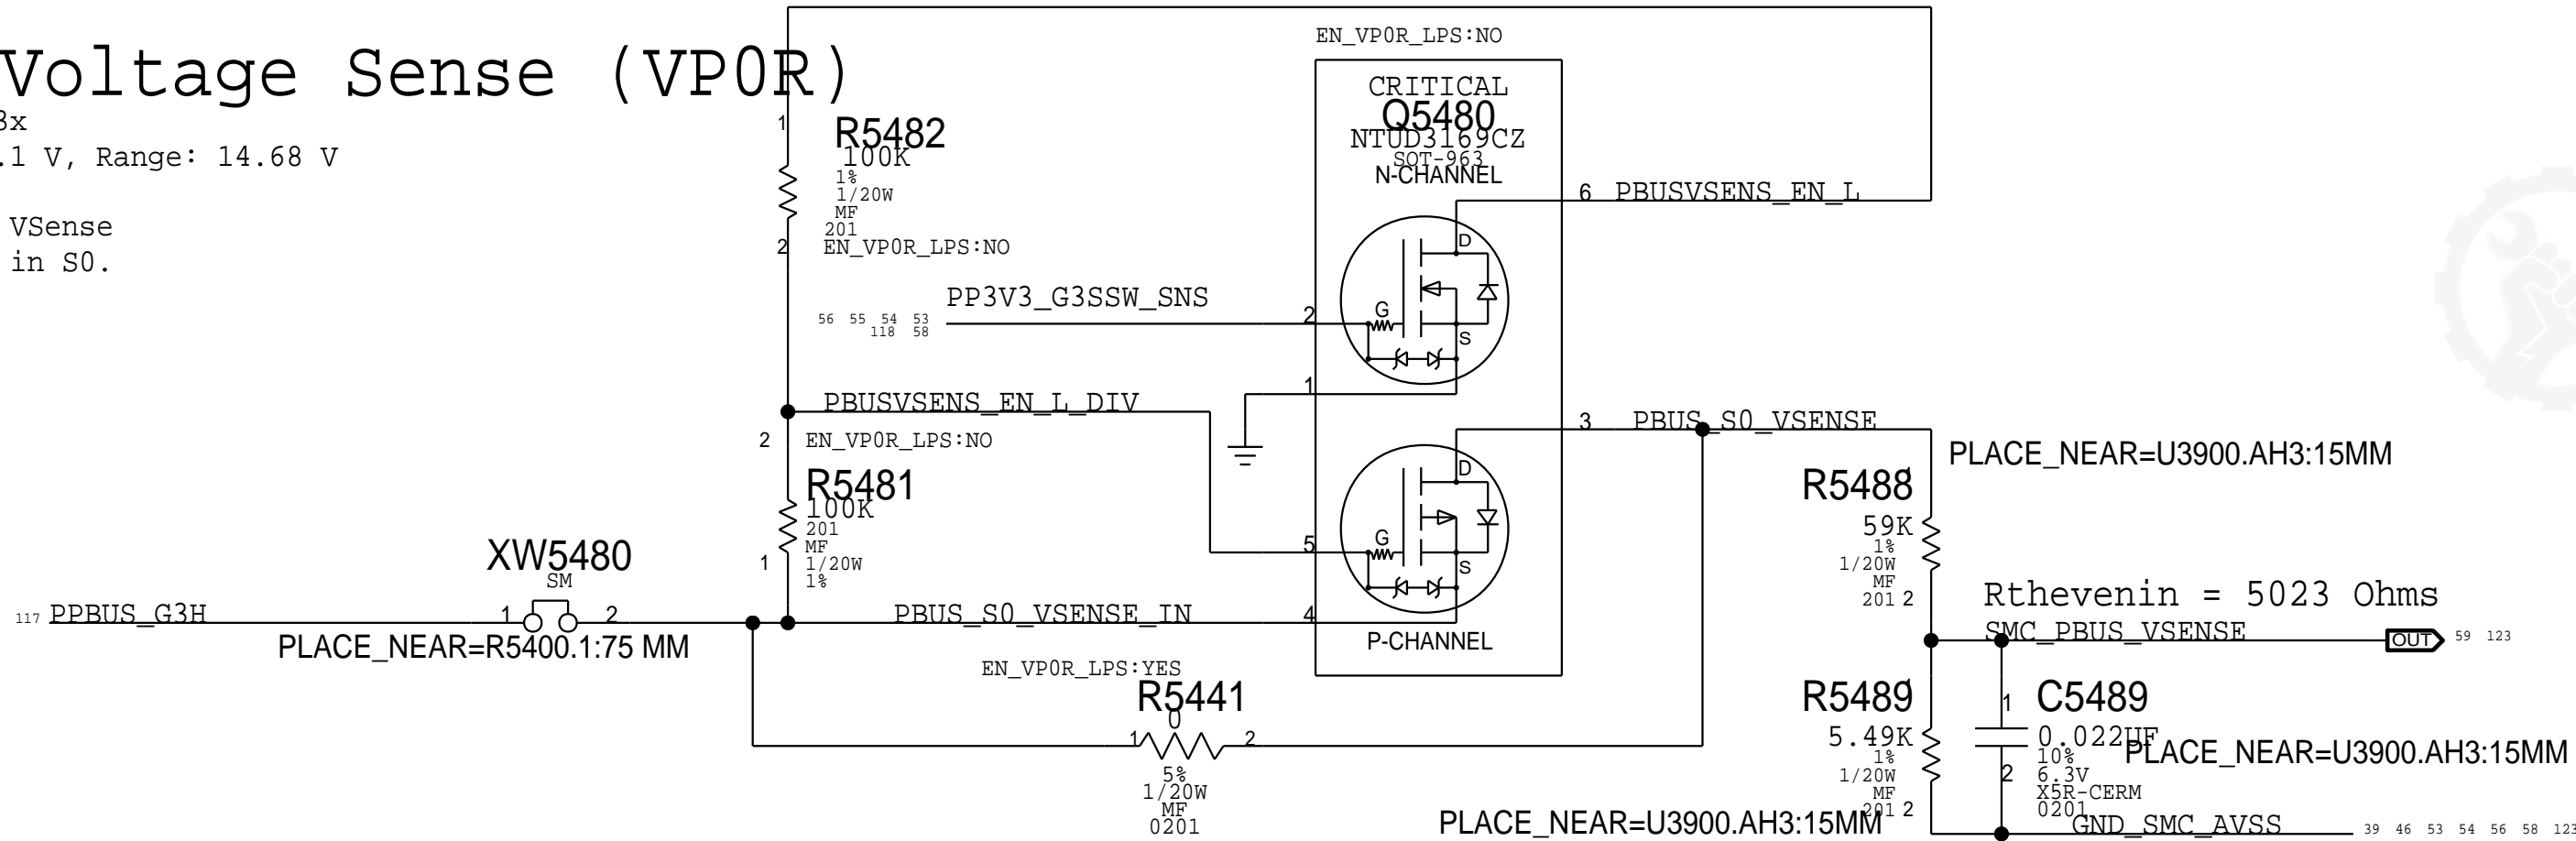 Voltage Sense (VP0R)
3x
.1 V, Range: 14.68 V
VSense
in S0.
EN_VP0R_LPS:NO
CRITICAL
Q5480
NTUD3169CZ
SOT-963
N-CHANNEL
1
R5482
100K
1%
1/20W
MF
201
2
EN_VP0R_LPS:NO
6 PBUSVSENS_EN_L
D
G
S
PP3V3_G3SSW_SNS
56 55 54 53
118 58
2
1
PBUSVSENS_EN_L_DIV
2 EN_VP0R_LPS:NO
R5481
100K
201
MF
1 1/20W
1%
3 PBUS_S0_VSENSE
D
G
S
5
PLACE_NEAR=U3900.AH3:15MM
R5488
1
59K
1%
1/20W
MF
201 2
XW5480
SM
117 PPBUS_G3H 1 2
PLACE_NEAR=R5400.1:75 MM
PBUS_S0_VSENSE_IN 4
P-CHANNEL
Rthevenin = 5023 Ohms
SMC_PBUS_VSENSE
OUT 59 123
EN_VP0R_LPS:YES
R5441
0
1 2
5%
1/20W
MF
0201
R5489
1
5.49K
1%
1/20W
MF
201 2
1 C5489
0.022UF
10%
2 6.3V
X5R-CERM
0201
PLACE_NEAR=U3900.AH3:15MM
PLACE_NEAR=U3900.AH3:15MM
GND_SMC_AVSS
39 46 53 54 56 58 123